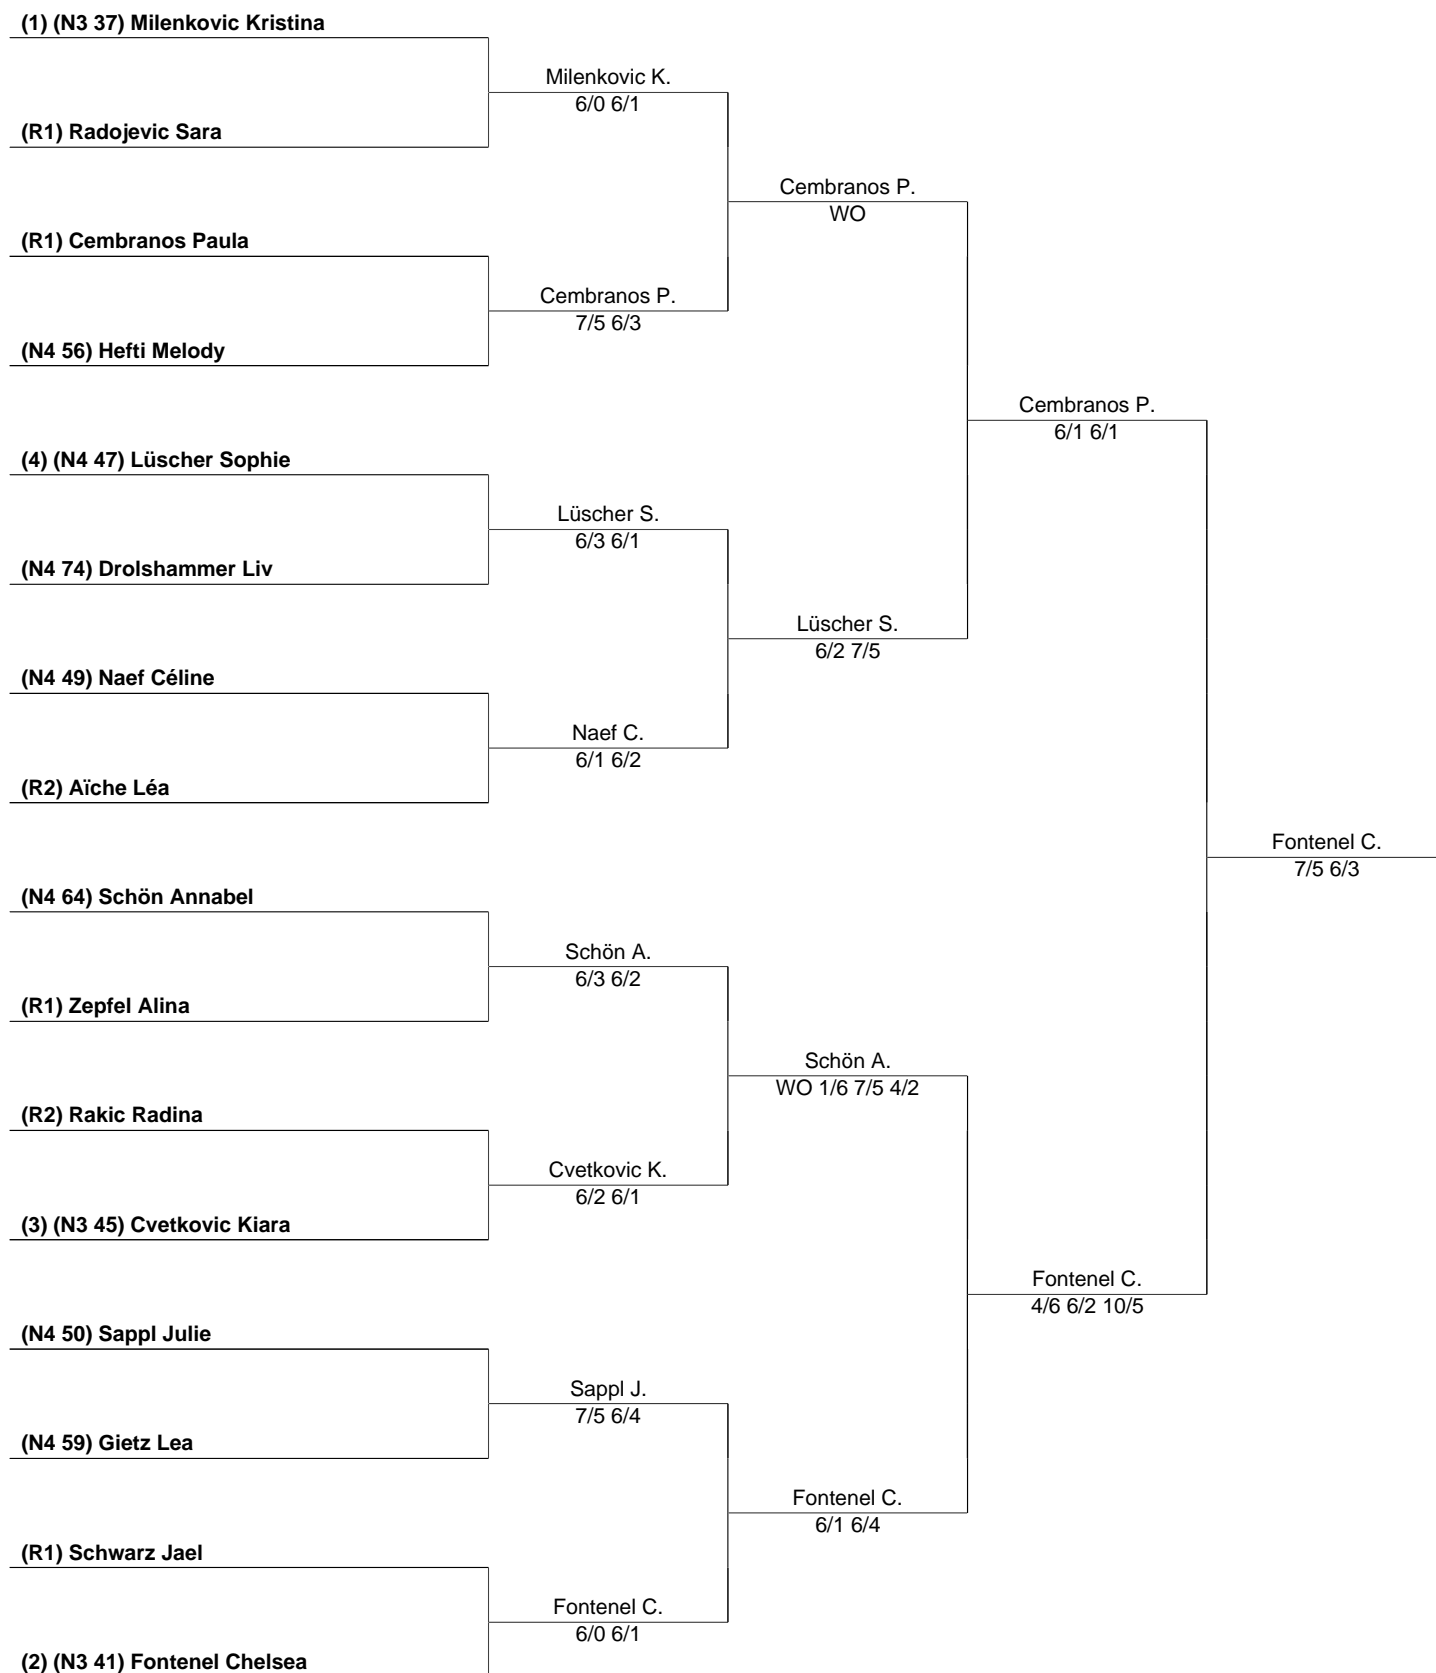 (1) (N3 37) Milenkovic Kristina
Milenkovic K.
6/0 6/1
(R1) Radojevic Sara
Cembranos P.
WO
(R1) Cembranos Paula
Cembranos P.
7/5 6/3
(N4 56) Hefti Melody
Cembranos P.
6/1 6/1
(4) (N4 47) Lüscher Sophie
Lüscher S.
6/3 6/1
(N4 74) Drolshammer Liv
Lüscher S.
6/2 7/5
(N4 49) Naef Céline
Naef C.
6/1 6/2
(R2) Aïche Léa
Fontenel C.
7/5 6/3
(N4 64) Schön Annabel
Schön A.
6/3 6/2
(R1) Zepfel Alina
Schön A.
WO 1/6 7/5 4/2
(R2) Rakic Radina
Cvetkovic K.
6/2 6/1
(3) (N3 45) Cvetkovic Kiara
Fontenel C.
4/6 6/2 10/5
(N4 50) Sappl Julie
Sappl J.
7/5 6/4
(N4 59) Gietz Lea
Fontenel C.
6/1 6/4
(R1) Schwarz Jael
Fontenel C.
6/0 6/1
(2) (N3 41) Fontenel Chelsea